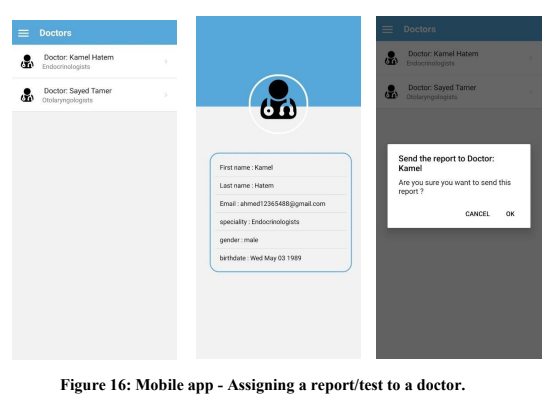 Doctors
Doctor: Kamel Hatem
Endocrinologists
Doctor: Sayed Tamer
Otolaryngologists
First name : Kamel
Last name : Hatem
Email : ahmed12365488@gmail.com
speciality : Endocrinologists
gender : male
birthdate : Wed May 03 1989
Doctors
Doctor: Kamel Hatem
Endocrinologists
Doctor: Sayed Tamer
Otolaryngologists
Send the report to Doctor:
Kamel
Are you sure you want to send this
report ?
CANCEL OK
Figure 16: Mobile app - Assigning a report/test to a doctor.